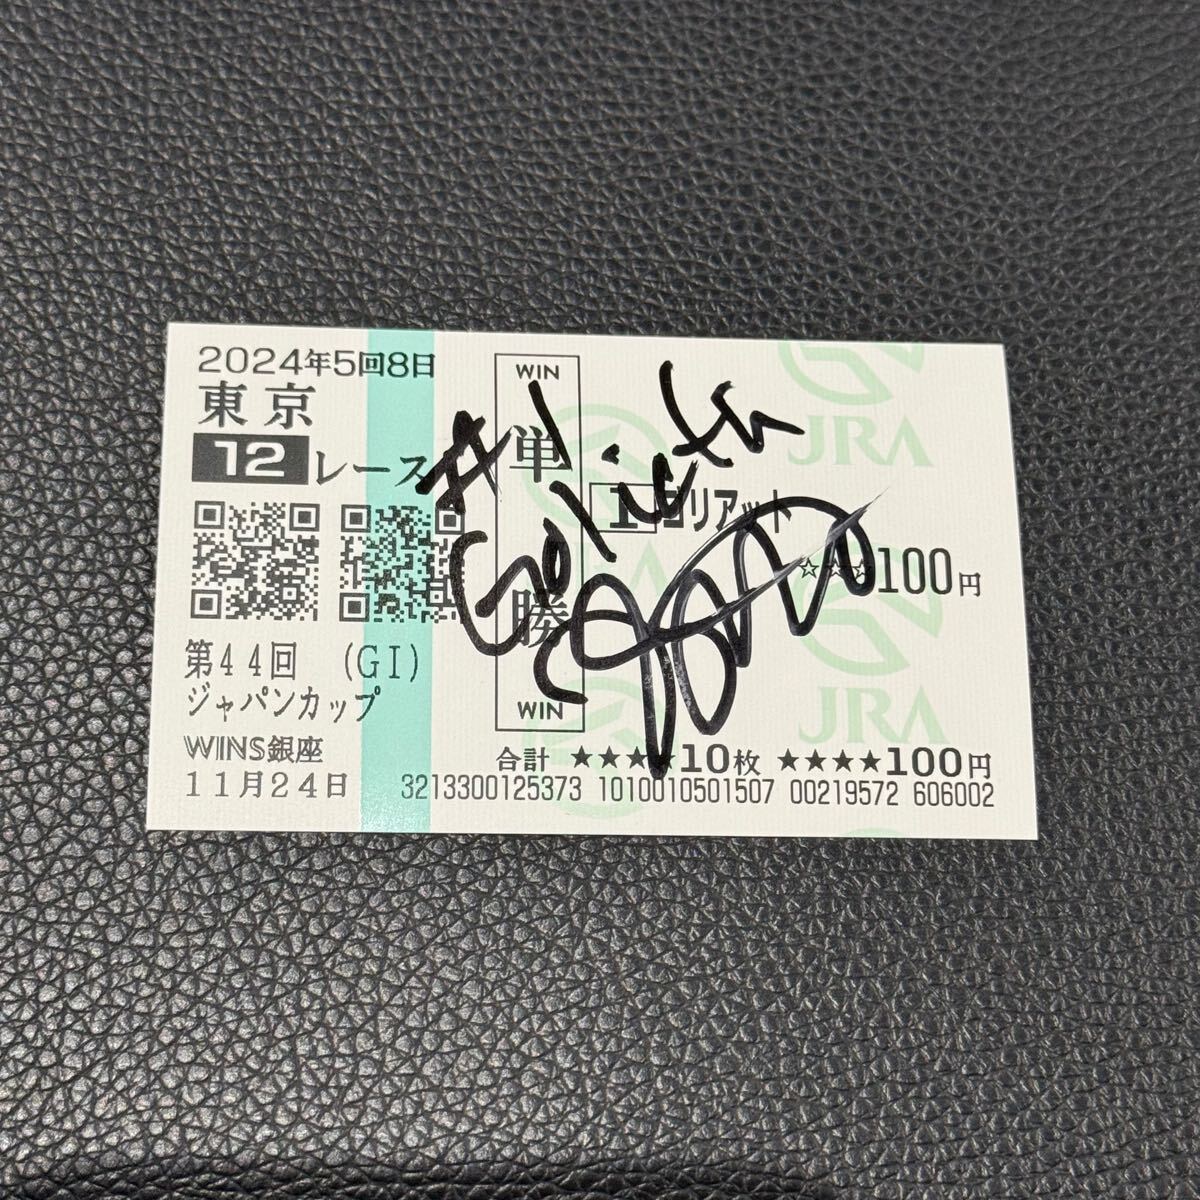 2024年5回8日
東京
12レース
第44回 (GI)
ジャパンカップ
WINS銀座
11月24日
WIN
単勝
WIN
1 ゴリアット
☆☆☆100円
#1
Goliath
合計 ★★★★10枚 ★★★★100円
3213300125373 1010010501507 00219572 606002
JRA
JRA